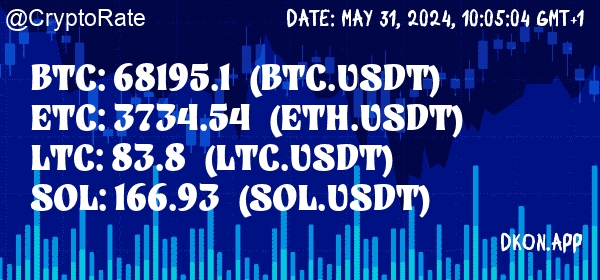 @CryptoRate
DATE: MAY 31, 2024, 10:05:04 GMT+1
BTC: 68195.1 (BTC.USDT)
ETC: 3734.54 (ETH.USDT)
LTC: 83.8 (LTC.USDT)
SOL: 166.93 (SOL.USDT)
DKON.APP